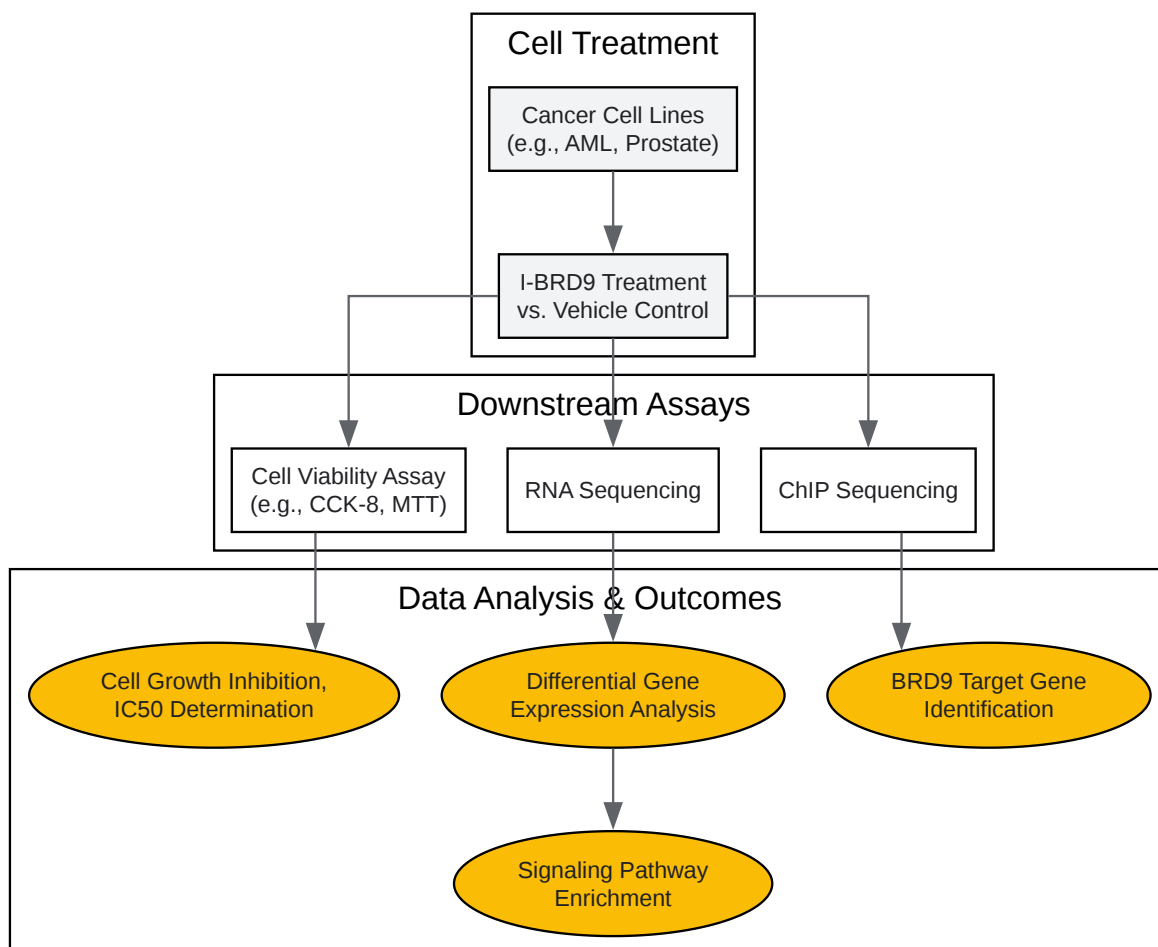 Cell Treatment
Cancer Cell Lines
(e.g., AML, Prostate)
I-BRD9 Treatment
vs. Vehicle Control
Downstream Assays
Cell Viability Assay
(e.g., CCK-8, MTT)
RNA Sequencing
ChIP Sequencing
Data Analysis & Outcomes
Cell Growth Inhibition,
IC50 Determination
Differential Gene
Expression Analysis
BRD9 Target Gene
Identification
Signaling Pathway
Enrichment